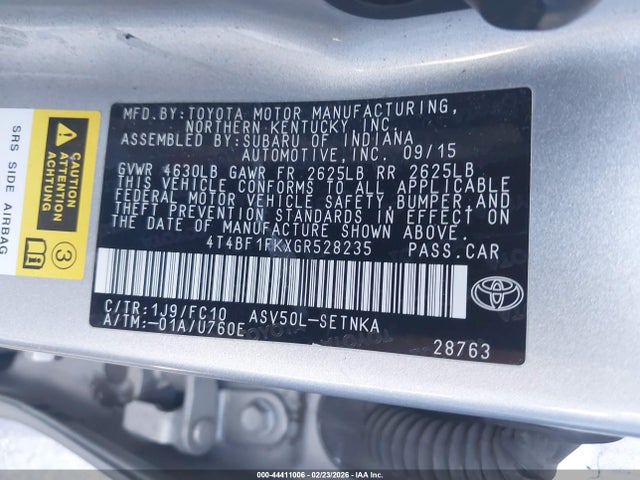 MFD.BY:TOYOTA MOTOR MANUFACTURING,
NORTHERN KENTUCKY INC.
ASSEMBLED BY:SUBARU OF INDIANA
AUTOMOTIVE,INC. 09/15
GVWR 4630LB GAWR FR 2625LB RR 2625LB
THIS VEHICLE CONFORMS TO ALL APPLICABLE
FEDERAL MOTOR VEHICLE SAFETY,BUMPER,AND
THEFT PREVENTION STANDARDS IN EFFECT ON
THE DATE OF MANUFACTURE SHOWN ABOVE.
4T4BF1FKXGR528235 PASS.CAR
C/TR:1J9/FC10 ASV50L-SETNKA
A/TM:-01A/U760E
28763
TOYOTA
CAUTION
ACHTUNG
ATTENTION
SRS SIDE AIRBAG
3
000-44411006 - 02/23/2026 - IAAI.CA